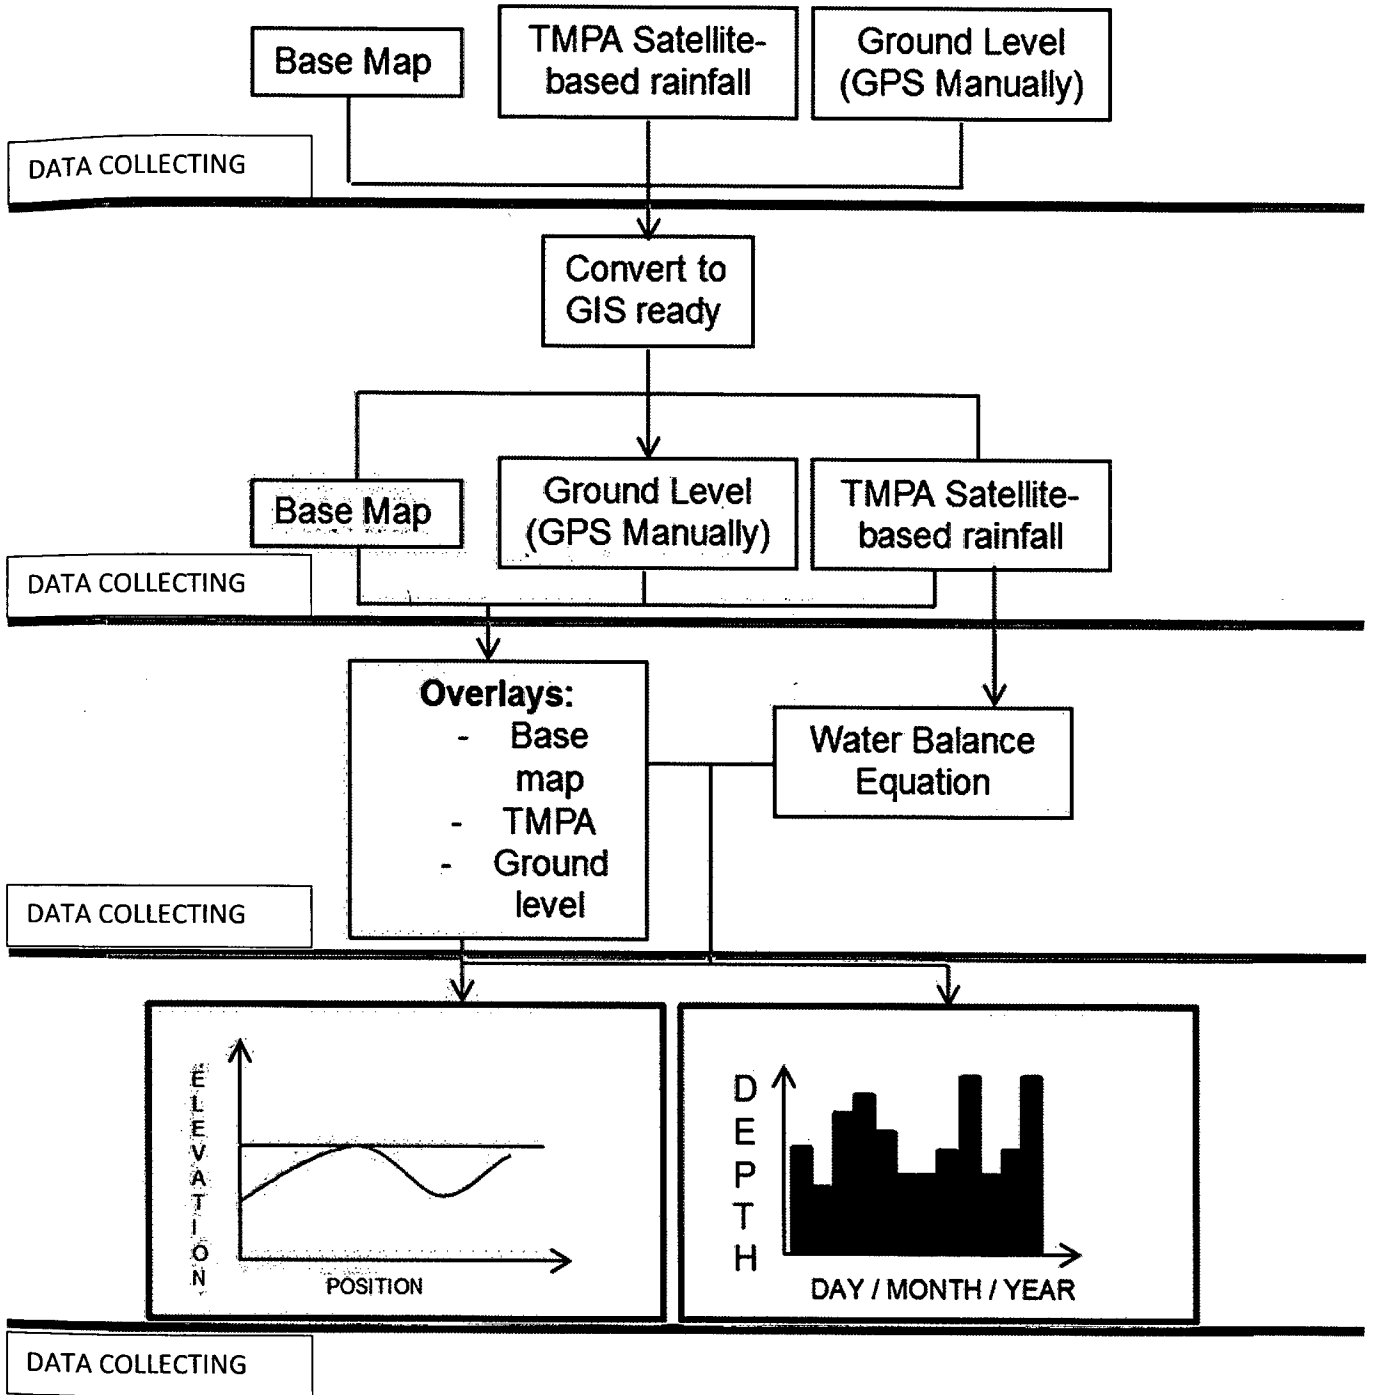 Base Map
TMPA Satellite-
based rainfall
Ground Level
(GPS Manually)
DATA COLLECTING
Convert to
GIS ready
Base Map
Ground Level
(GPS Manually)
TMPA Satellite-
based rainfall
DATA COLLECTING
Overlays:
- Base
map
- TMPA
- Ground
level
Water Balance
Equation
DATA COLLECTING
ELEVATION
POSITION
DEPTH
DAY / MONTH / YEAR
DATA COLLECTING